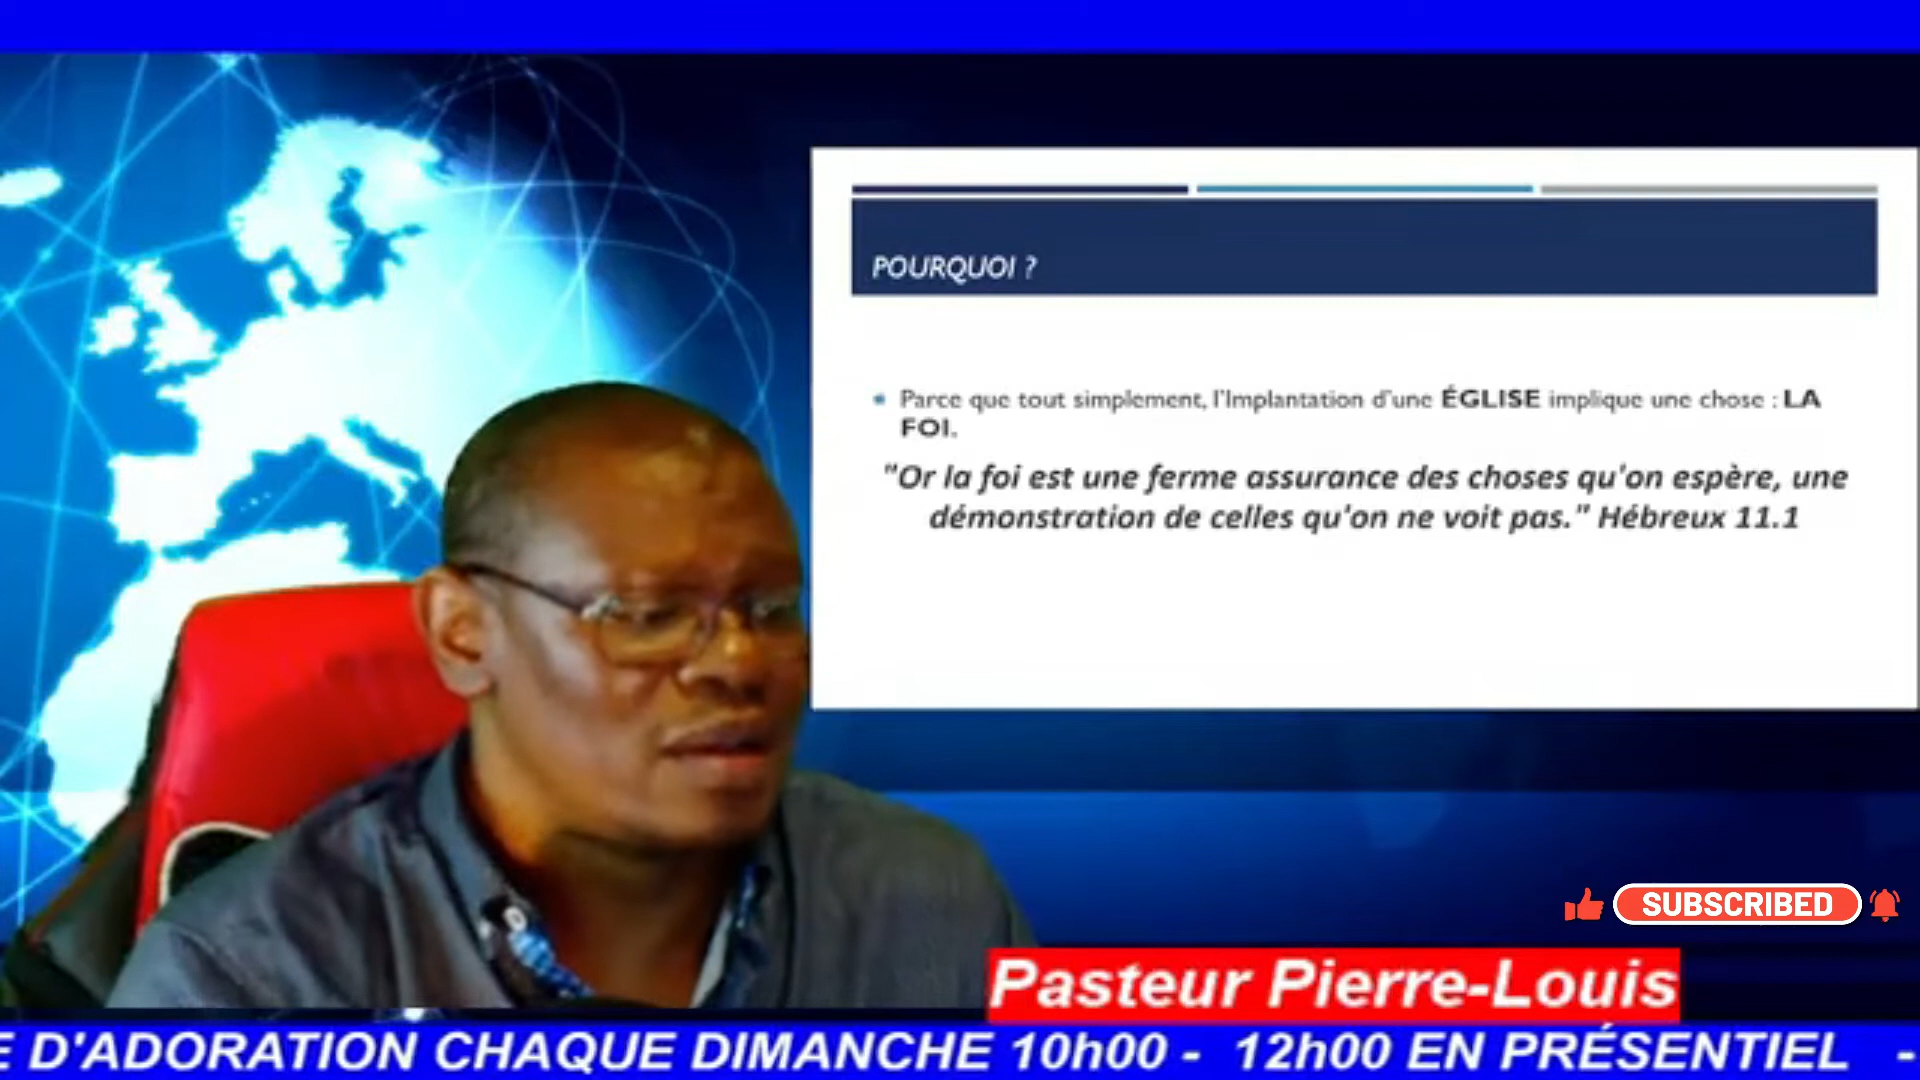 POURQUOI ?
Parce que tout simplement, l'Implantation d'une ÉGLISE implique une chose : LA
FOI.
"Or la foi est une ferme assurance des choses qu'on espère, une
démonstration de celles qu'on ne voit pas." Hébreux 11.1
SUBSCRIBED
Pasteur Pierre-Louis
E D'ADORATION CHAQUE DIMANCHE 10h00 - 12h00 EN PRÉSENTIEL -